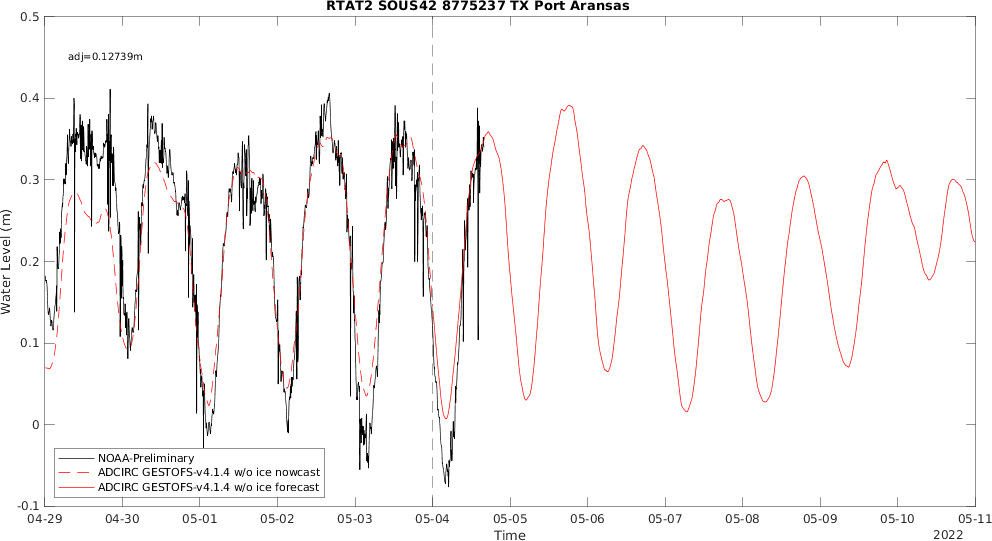 RTAT2 SOUS42 8775237 TX Port Aransas
adj=0.12739m
0.5
0.4
0.3
0.2
0.1
0
-0.1
Water Level (m)
NOAA-Preliminary
ADCIRC GESTOFS-v4.1.4 w/o ice nowcast
ADCIRC GESTOFS-v4.1.4 w/o ice forecast
04-29 04-30 05-01 05-02 05-03 05-04 05-05 05-06 05-07 05-08 05-09 05-10 05-11
Time
2022